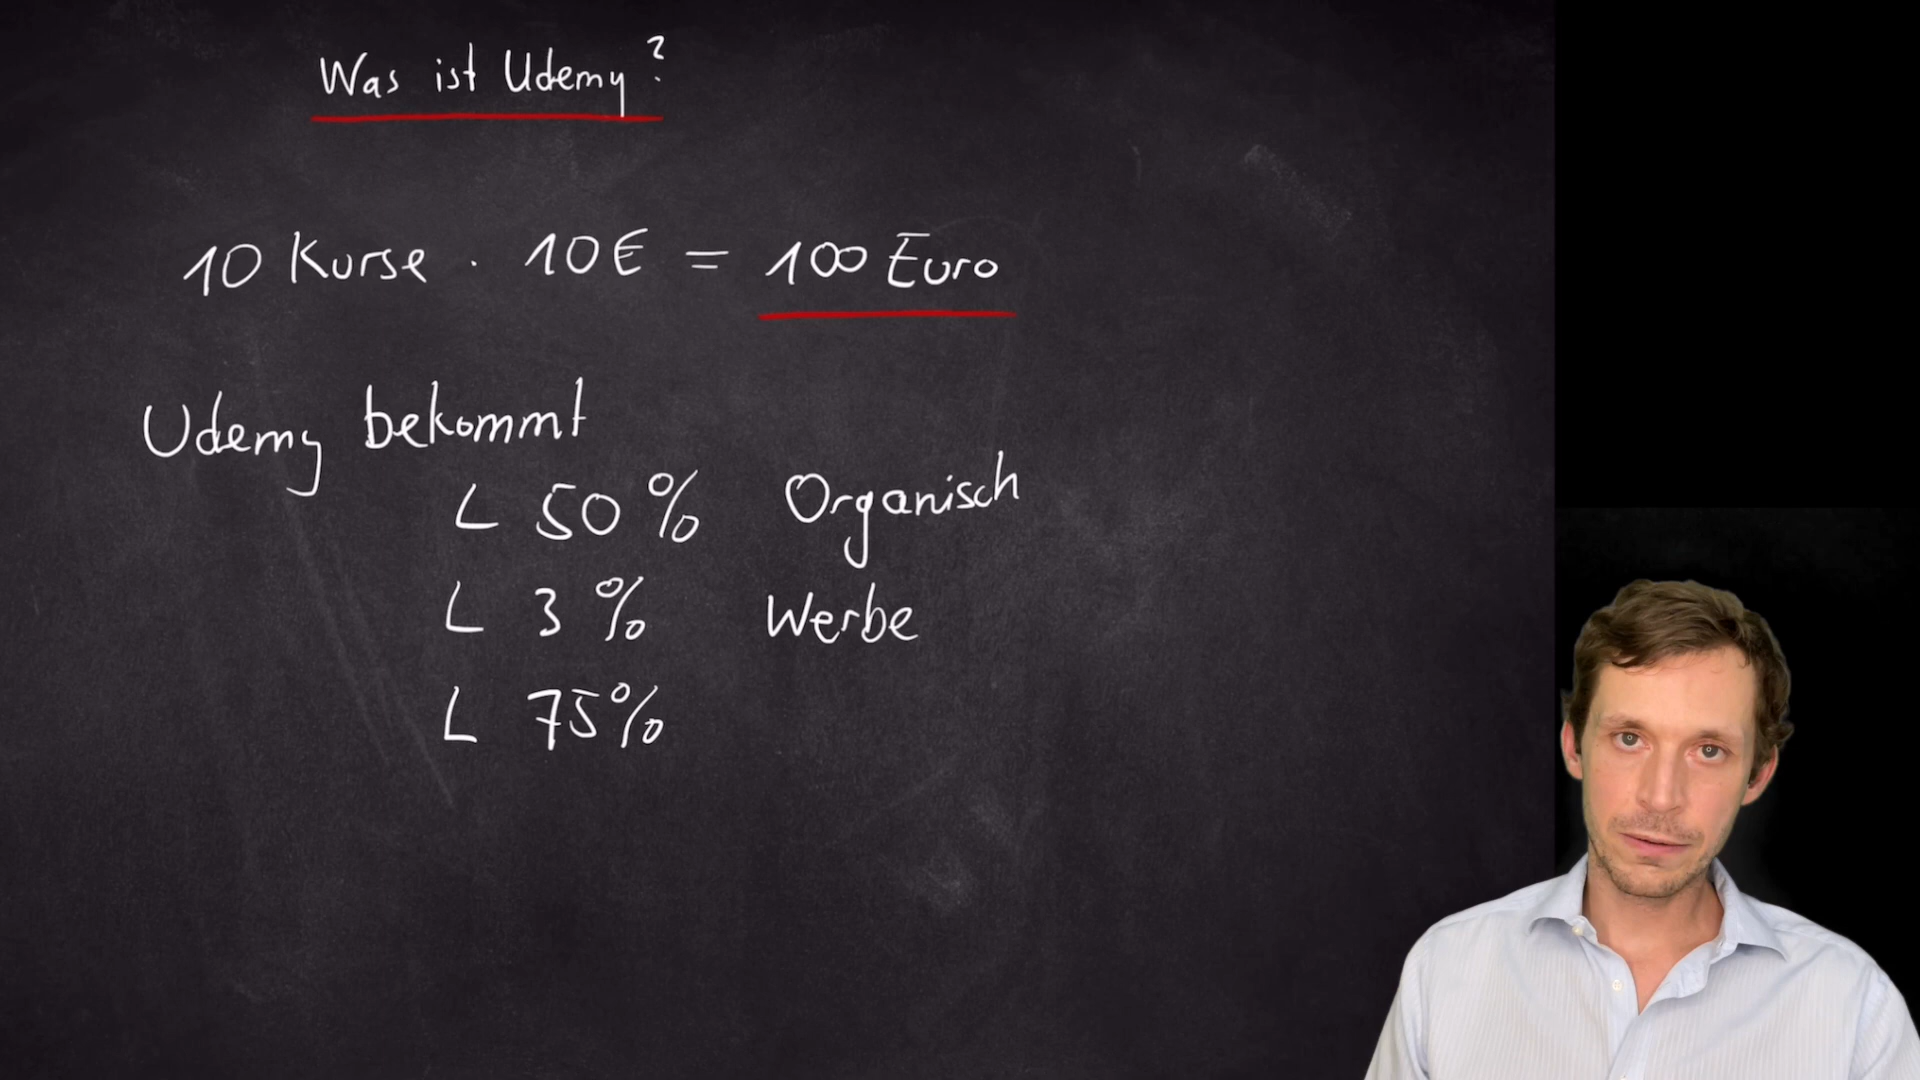 Was ist Udemy?
10 Kurse · 10€ = 100 Euro
Udemy bekommt
L 50% Organisch
L 3% Werbe
L 75%